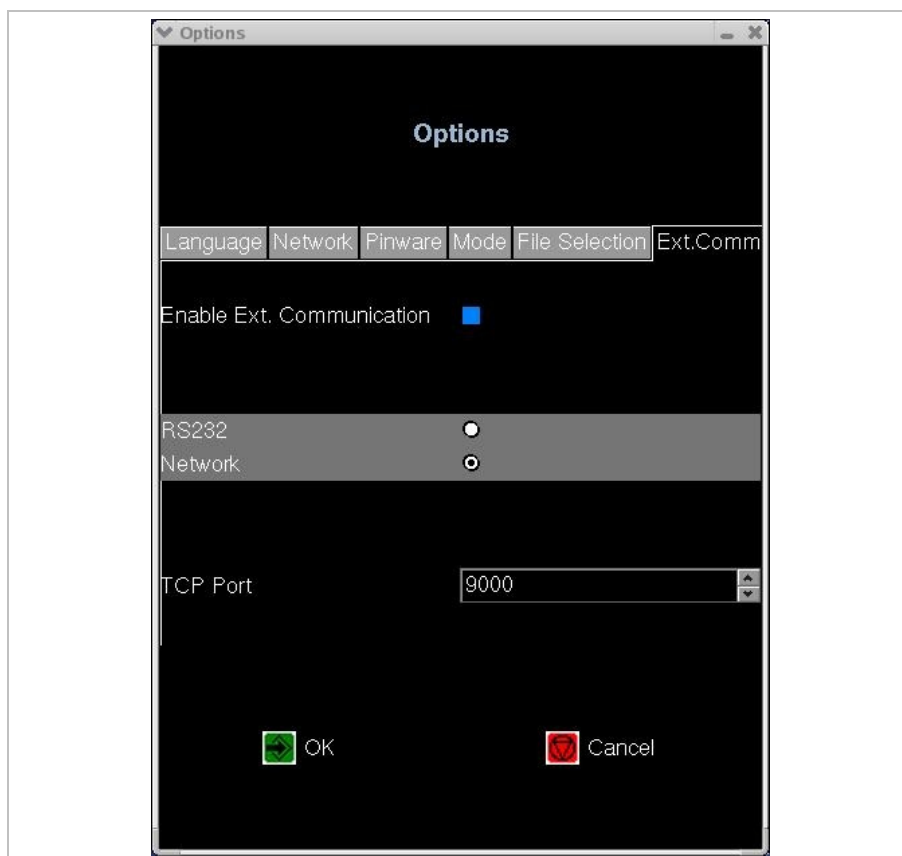 Options
Options
Language Network Pinware Mode File Selection Ext.Comm
Enable Ext. Communication
RS232
Network
TCP Port 9000
OK Cancel